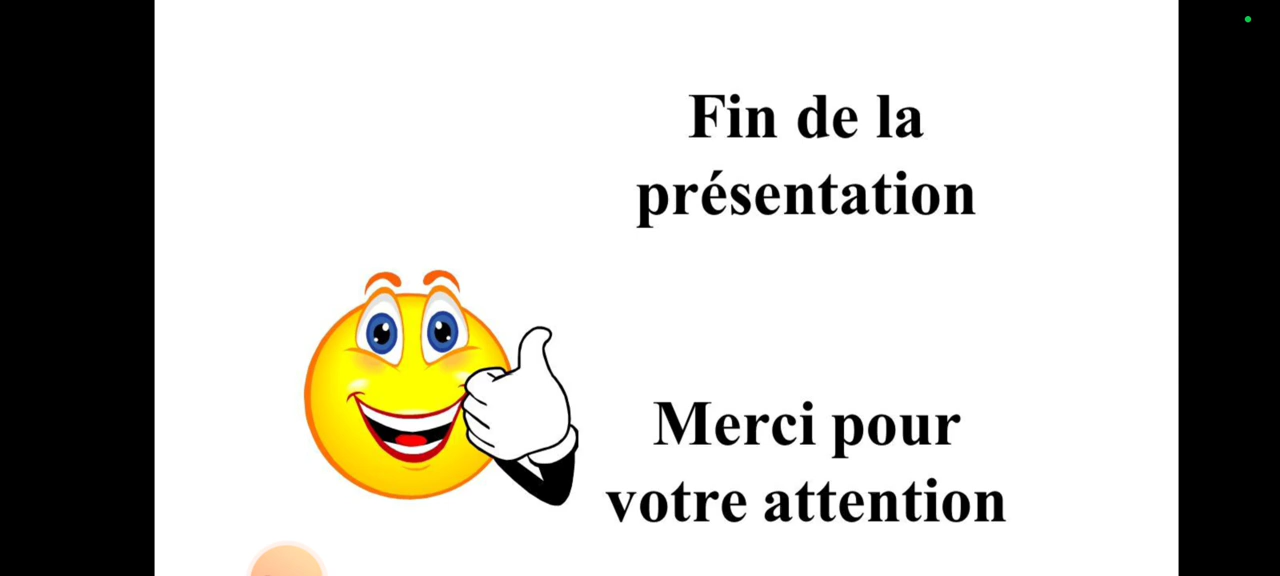 Fin de la
présentation
Merci pour
votre attention